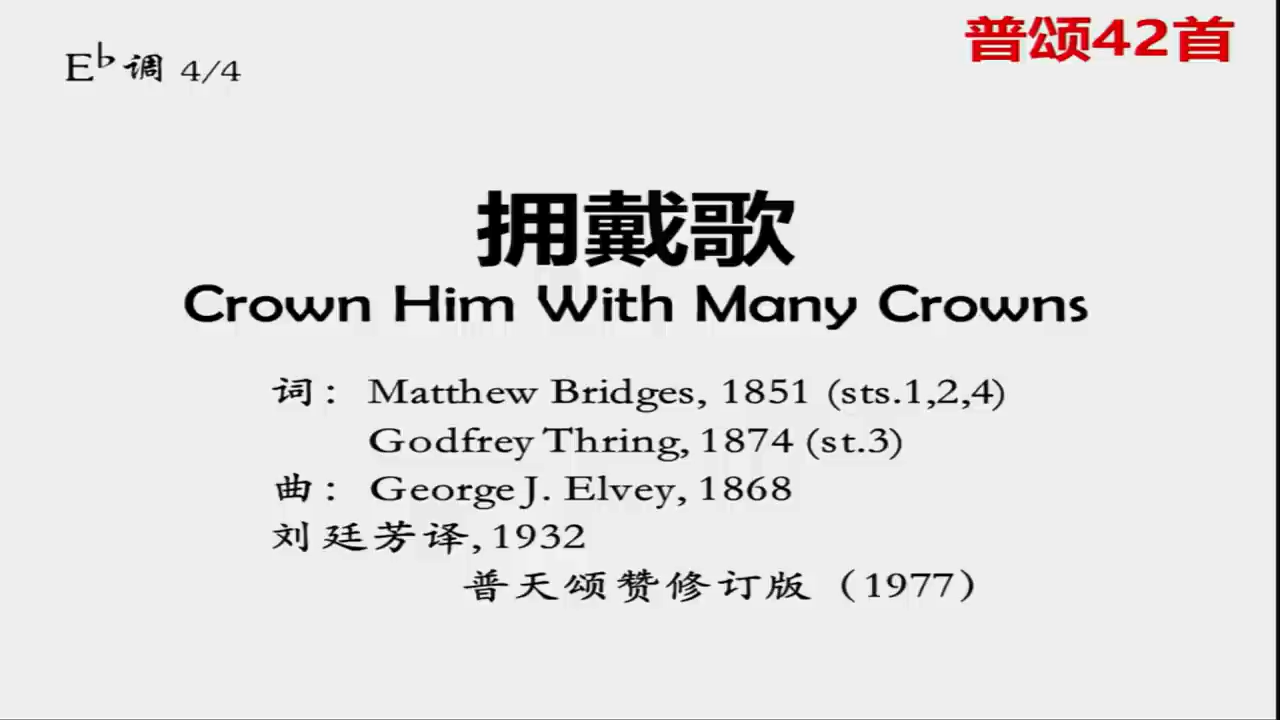 E♭调 4/4
普颂42首
拥戴歌
Crown Him With Many Crowns
词： Matthew Bridges, 1851 (sts.1,2,4)
Godfrey Thring, 1874 (st.3)
曲： George J. Elvey, 1868
刘廷芳译, 1932
普天颂赞修订版（1977）